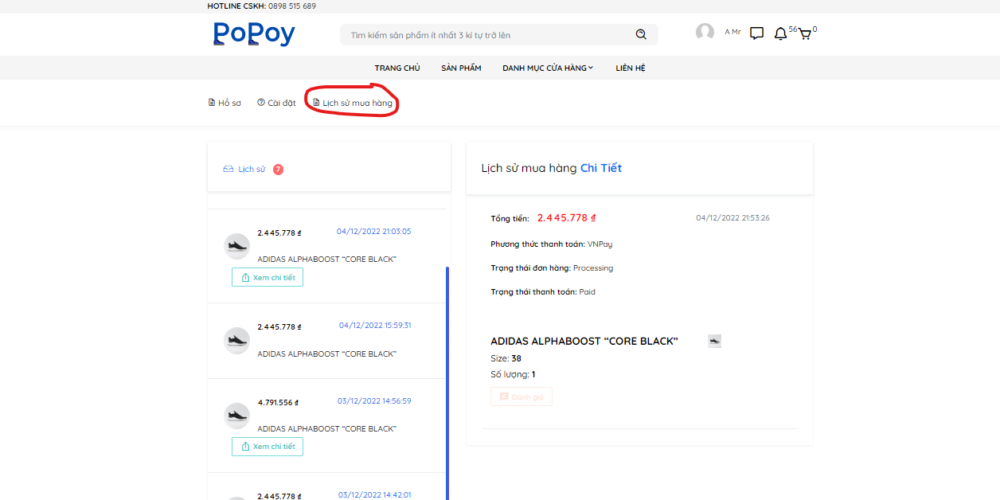 HOTLINE CSKH: 0898 515 689
PoPoy
Tìm kiếm sản phẩm ít nhất 3 kí tự trở lên
A Mr
56
0
TRANG CHỦ SẢN PHẨM DANH MỤC CỬA HÀNG LIÊN HỆ
Hồ sơ Cài đặt Lịch sử mua hàng
Lịch sử 7
2.445.778 ₫ 04/12/2022 21:03:05
ADIDAS ALPHABOOST “CORE BLACK”
Xem chi tiết
2.445.778 ₫ 04/12/2022 15:59:31
ADIDAS ALPHABOOST “CORE BLACK”
4.791.556 ₫ 03/12/2022 14:56:59
ADIDAS ALPHABOOST “CORE BLACK”
Xem chi tiết
2.445.778 ₫ 03/12/2022 14:42:01
Lịch sử mua hàng Chi Tiết
Tổng tiền: 2.445.778 ₫ 04/12/2022 21:53:26
Phương thức thanh toán: VNPay
Trạng thái đơn hàng: Processing
Trạng thái thanh toán: Paid
ADIDAS ALPHABOOST “CORE BLACK”
Size: 38
Số lượng: 1
Đánh giá